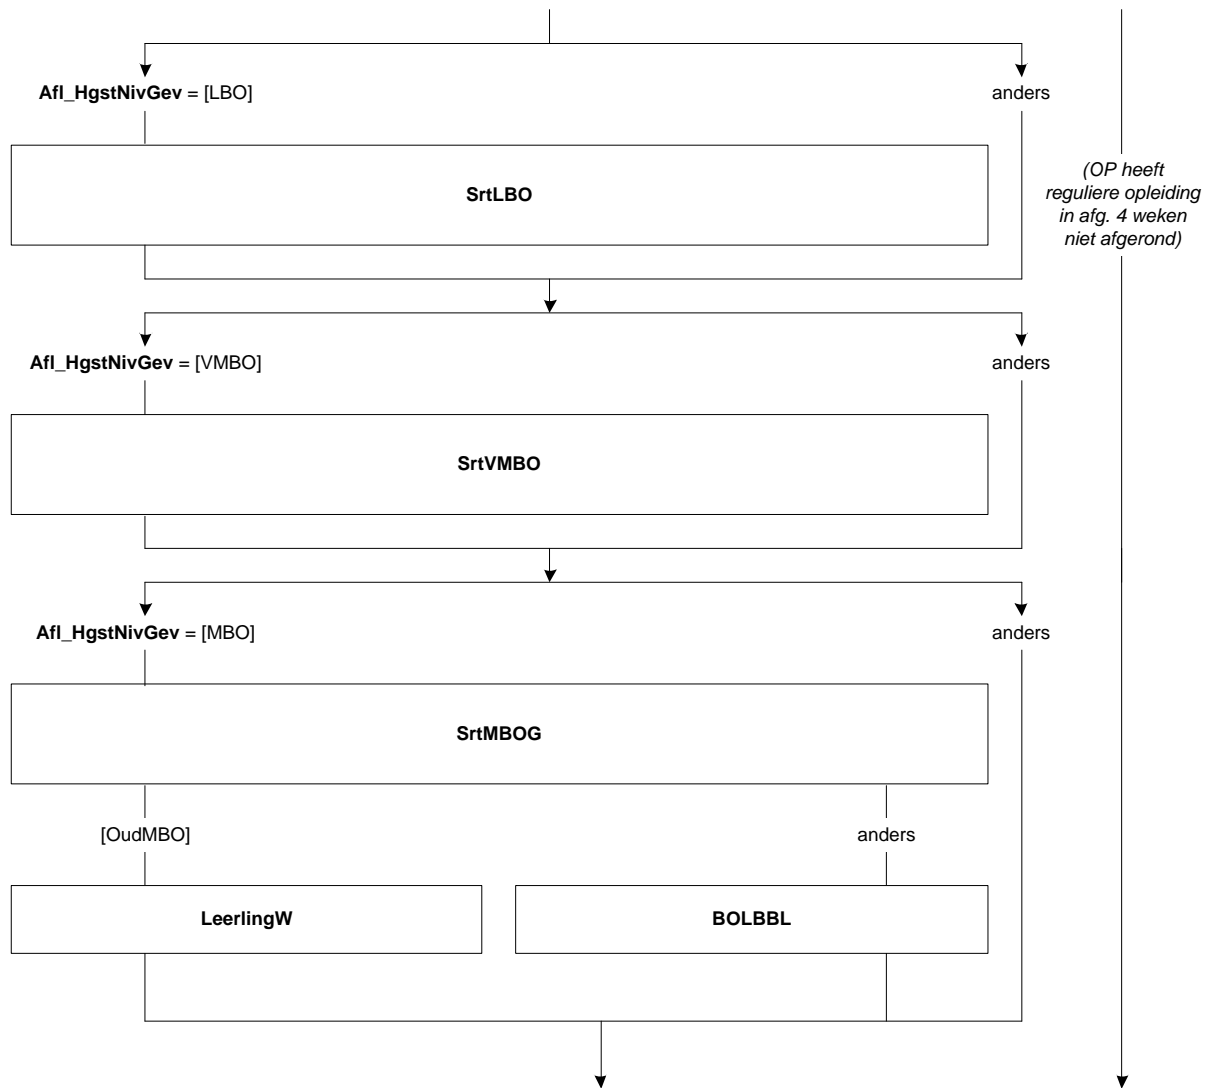 Afl_HgstNivGev = [LBO]
anders
SrtLBO
(OP heeft
reguliere opleiding
in afg. 4 weken
niet afgerond)
Afl_HgstNivGev = [VMBO]
anders
SrtVMBO
Afl_HgstNivGev = [MBO]
anders
SrtMBOG
[OudMBO]
anders
LeerlingW
BOLBBL